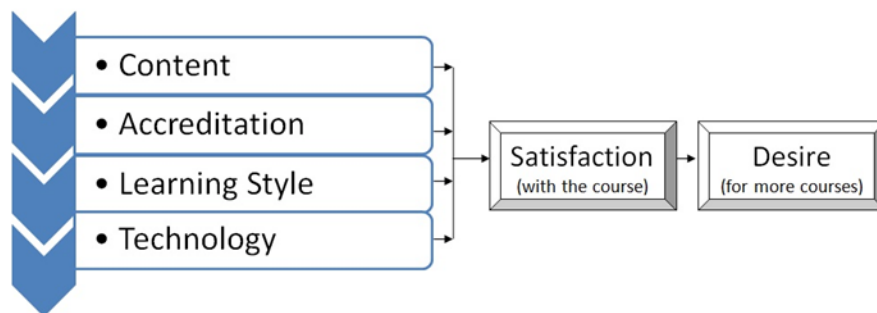 • Content
• Accreditation
• Learning Style
• Technology
Satisfaction
(with the course)
Desire
(for more courses)